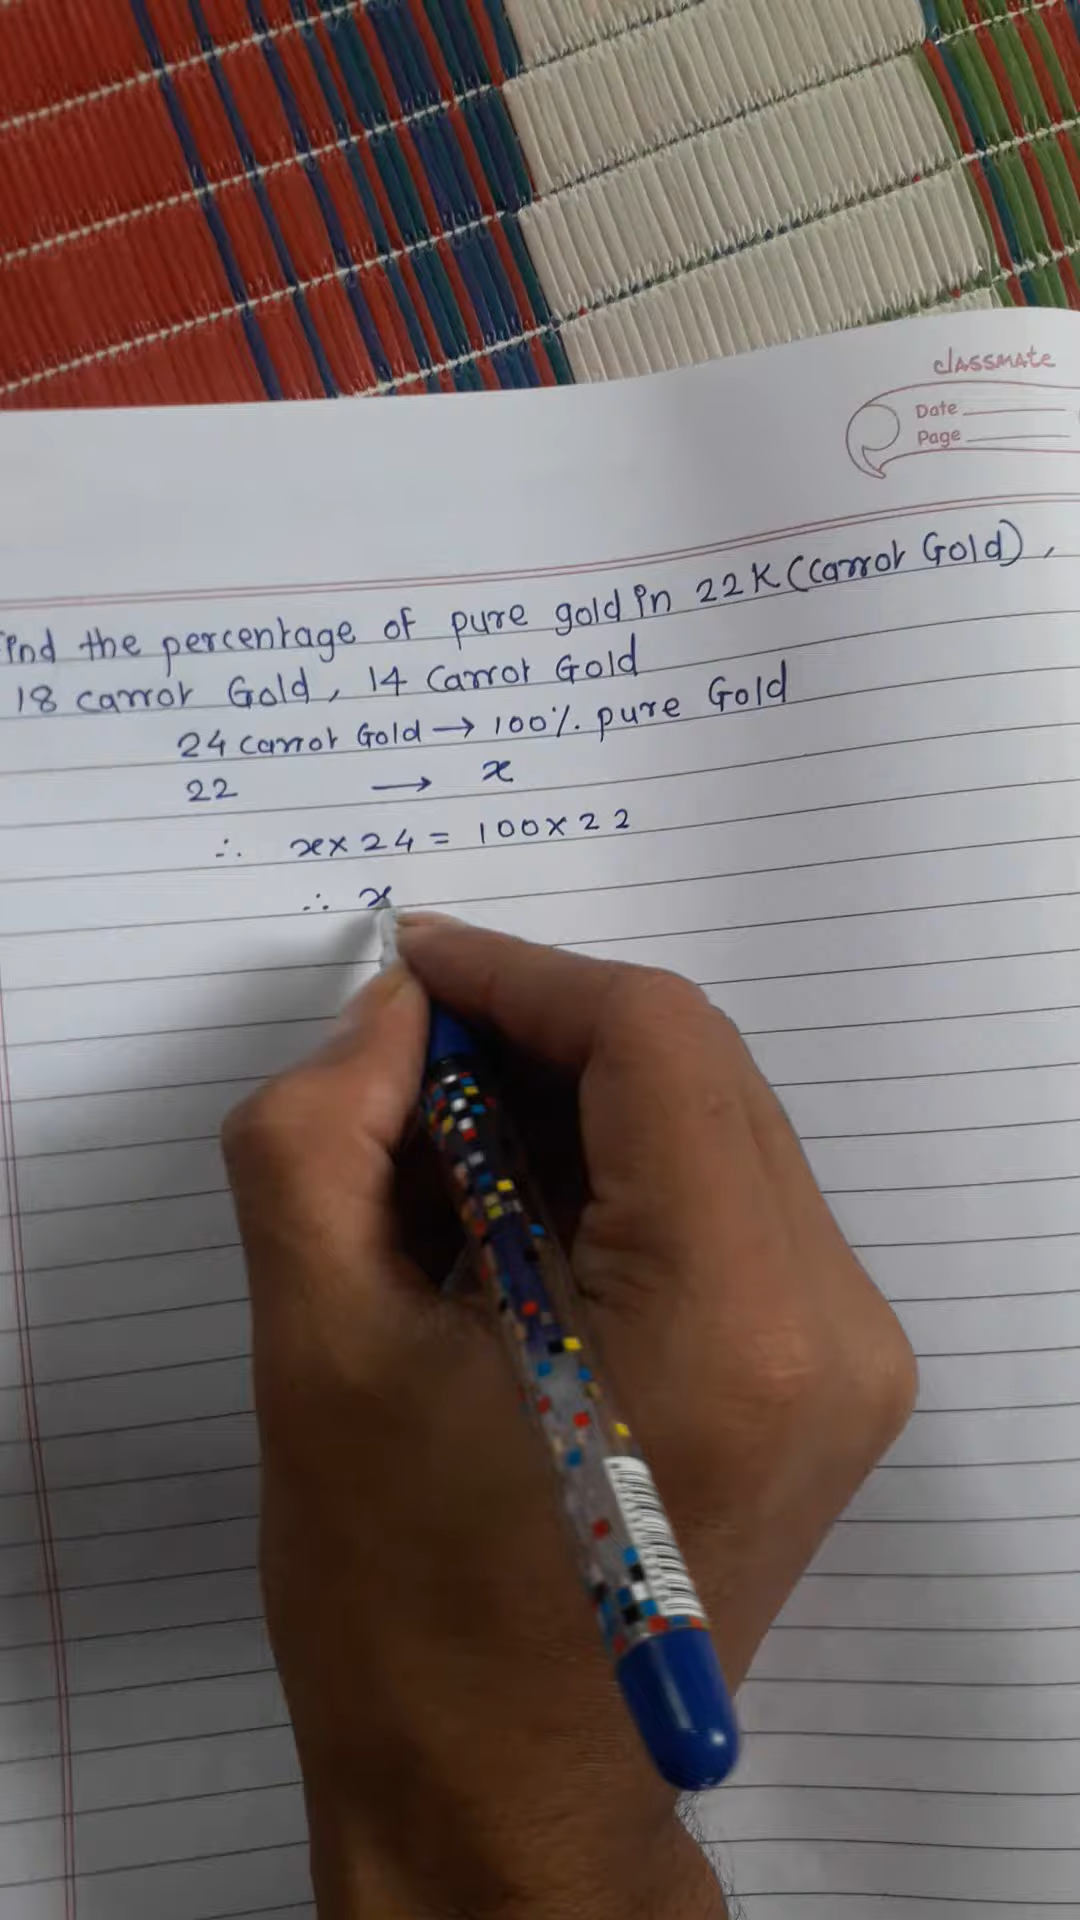 classmate
Date
Page
Find the percentage of pure gold in 22K (Carrot Gold),
18 carrot Gold, 14 Carrot Gold
24 carrot Gold → 100% pure Gold
22 → x
∴ x × 24 = 100 × 22
∴ x